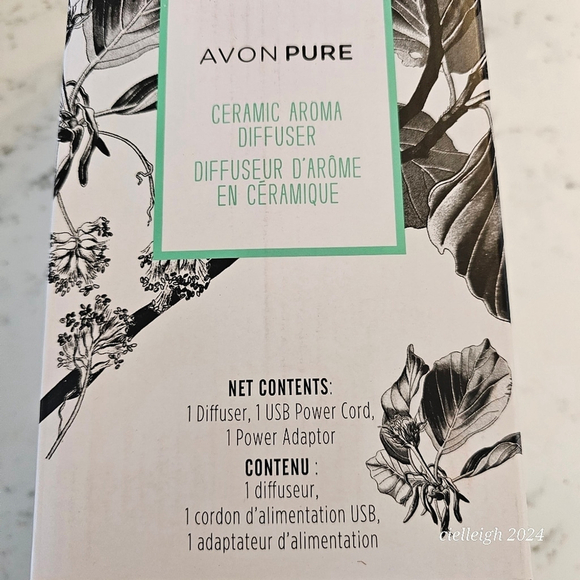 AVON PURE
CERAMIC AROMA
DIFFUSER
DIFFUSEUR D'ARÔME
EN CÉRAMIQUE
NET CONTENTS:
1 Diffuser, 1 USB Power Cord,
1 Power Adaptor
CONTENU :
1 diffuseur,
1 cordon d'alimentation USB,
1 adaptateur d'alimentation
cielleigh 2024